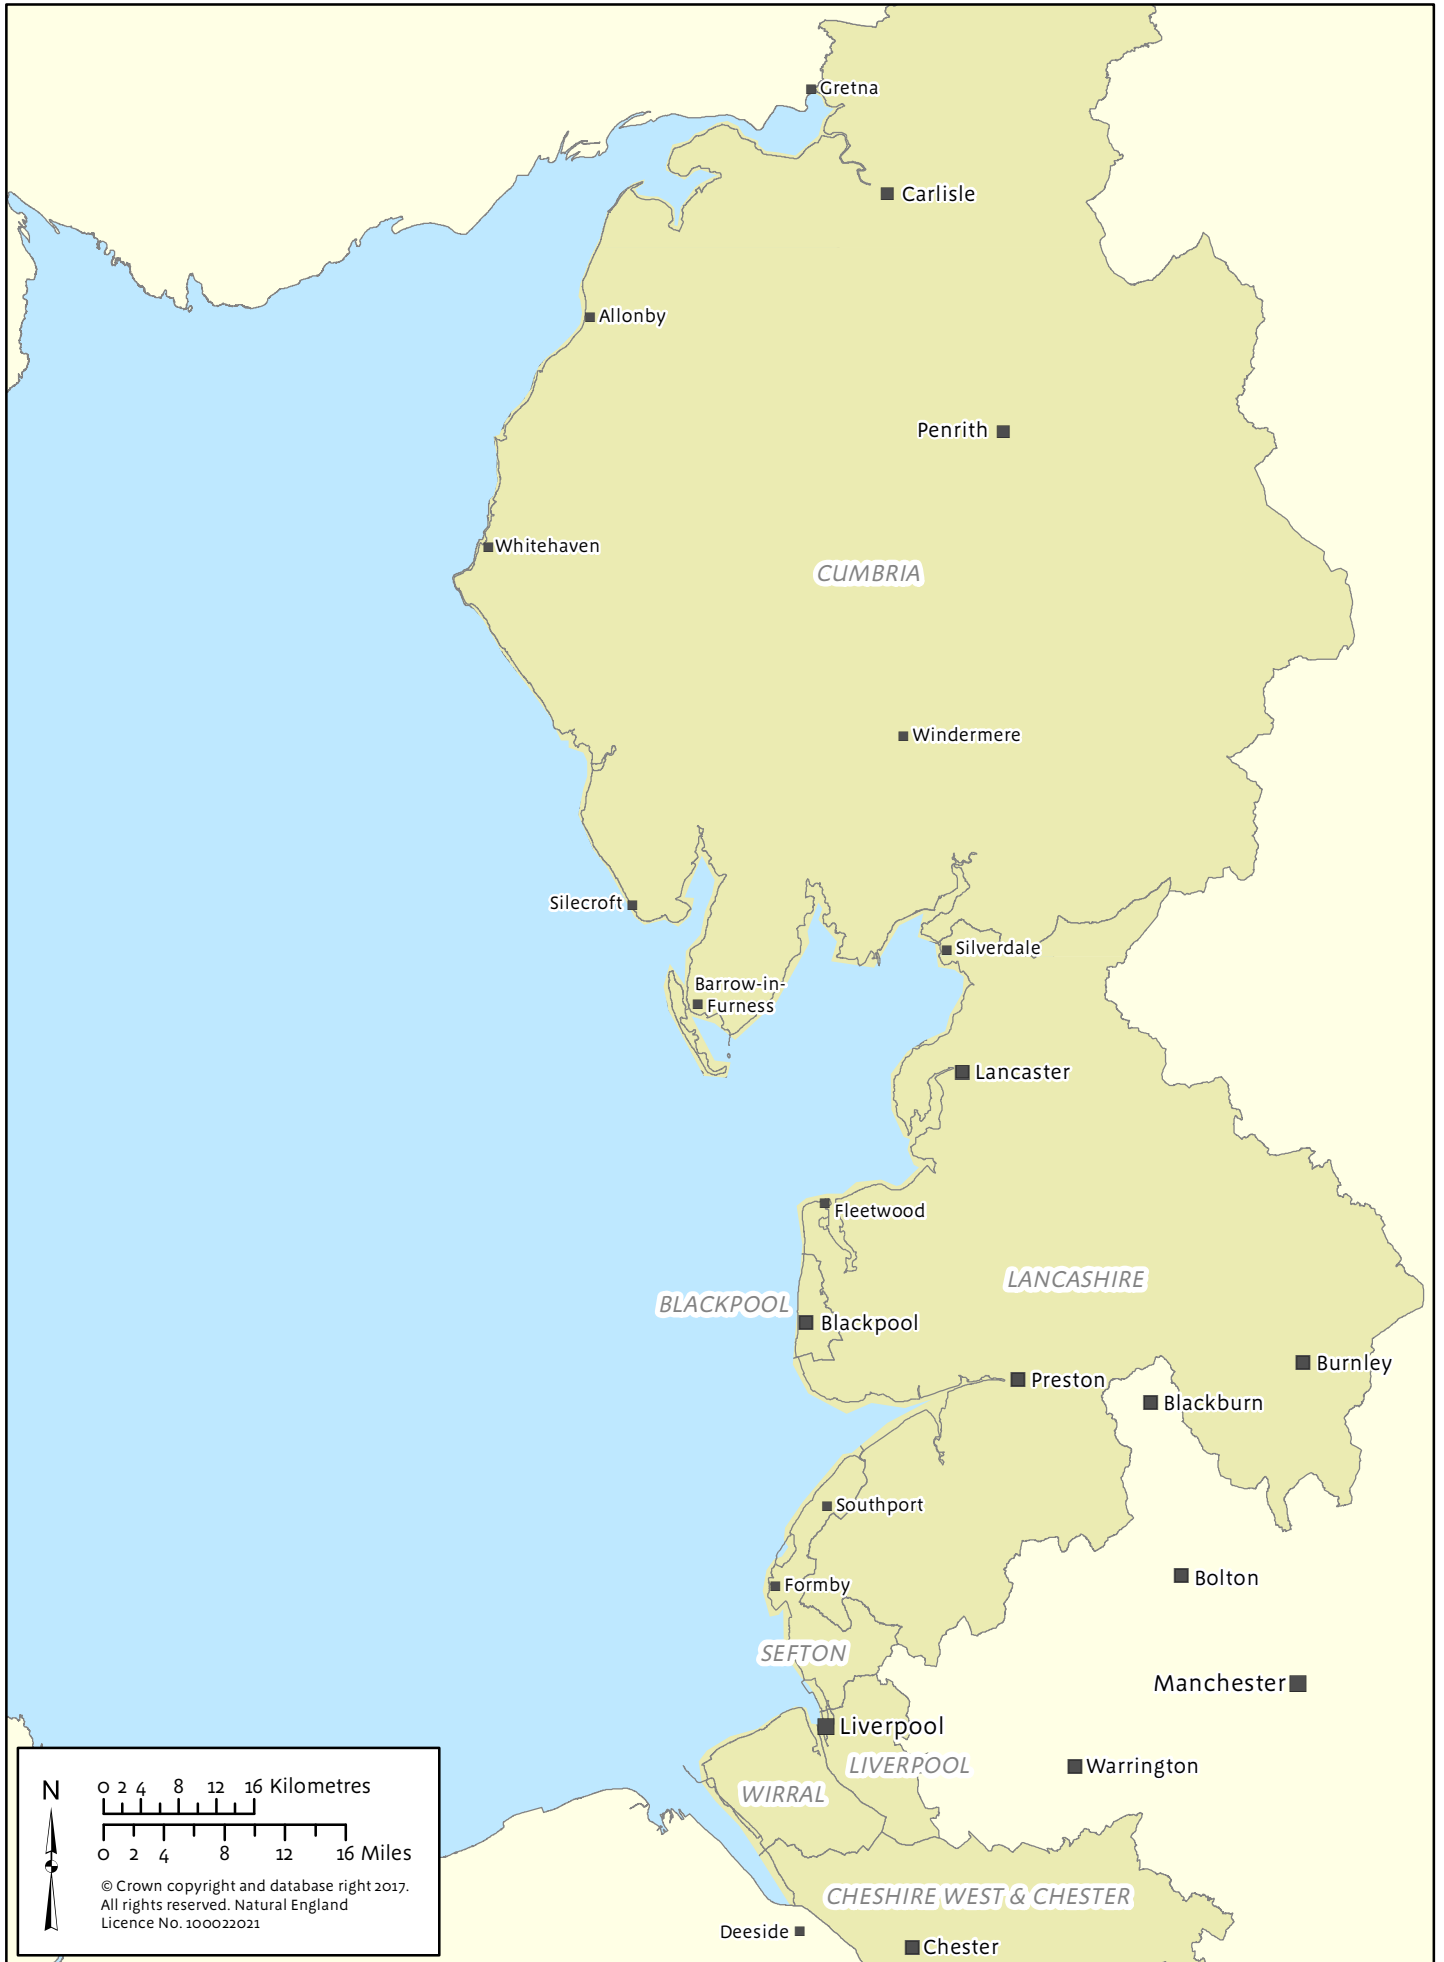 Gretna
Carlisle
Allonby
Penrith
Whitehaven
CUMBRIA
Windermere
Silecroft
Silverdale
Barrow-in-
Furness
Lancaster
Fleetwood
LANCASHIRE
BLACKPOOL
Blackpool
Burnley
Preston
Blackburn
Southport
Bolton
Formby
SEFTON
Manchester
Liverpool
LIVERPOOL
Warrington
WIRRAL
N
0 2 4 8 12 16 Kilometres
0 2 4 8 12 16 Miles
© Crown copyright and database right 2017.
All rights reserved. Natural England
Licence No. 100022021
CHESHIRE WEST & CHESTER
Deeside
Chester